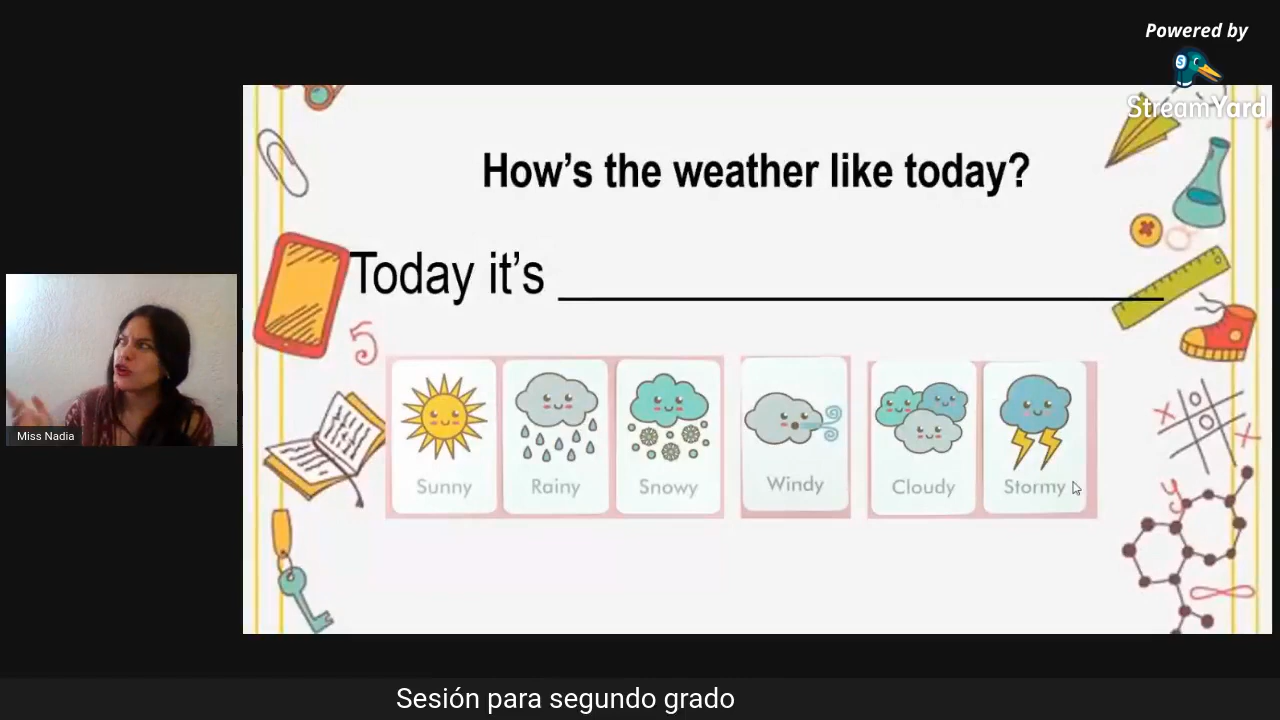 Powered by
StreamYard
How's the weather like today?
Today it's
5
Sunny Rainy Snowy Windy Cloudy Stormy
Miss Nadia
Sesión para segundo grado